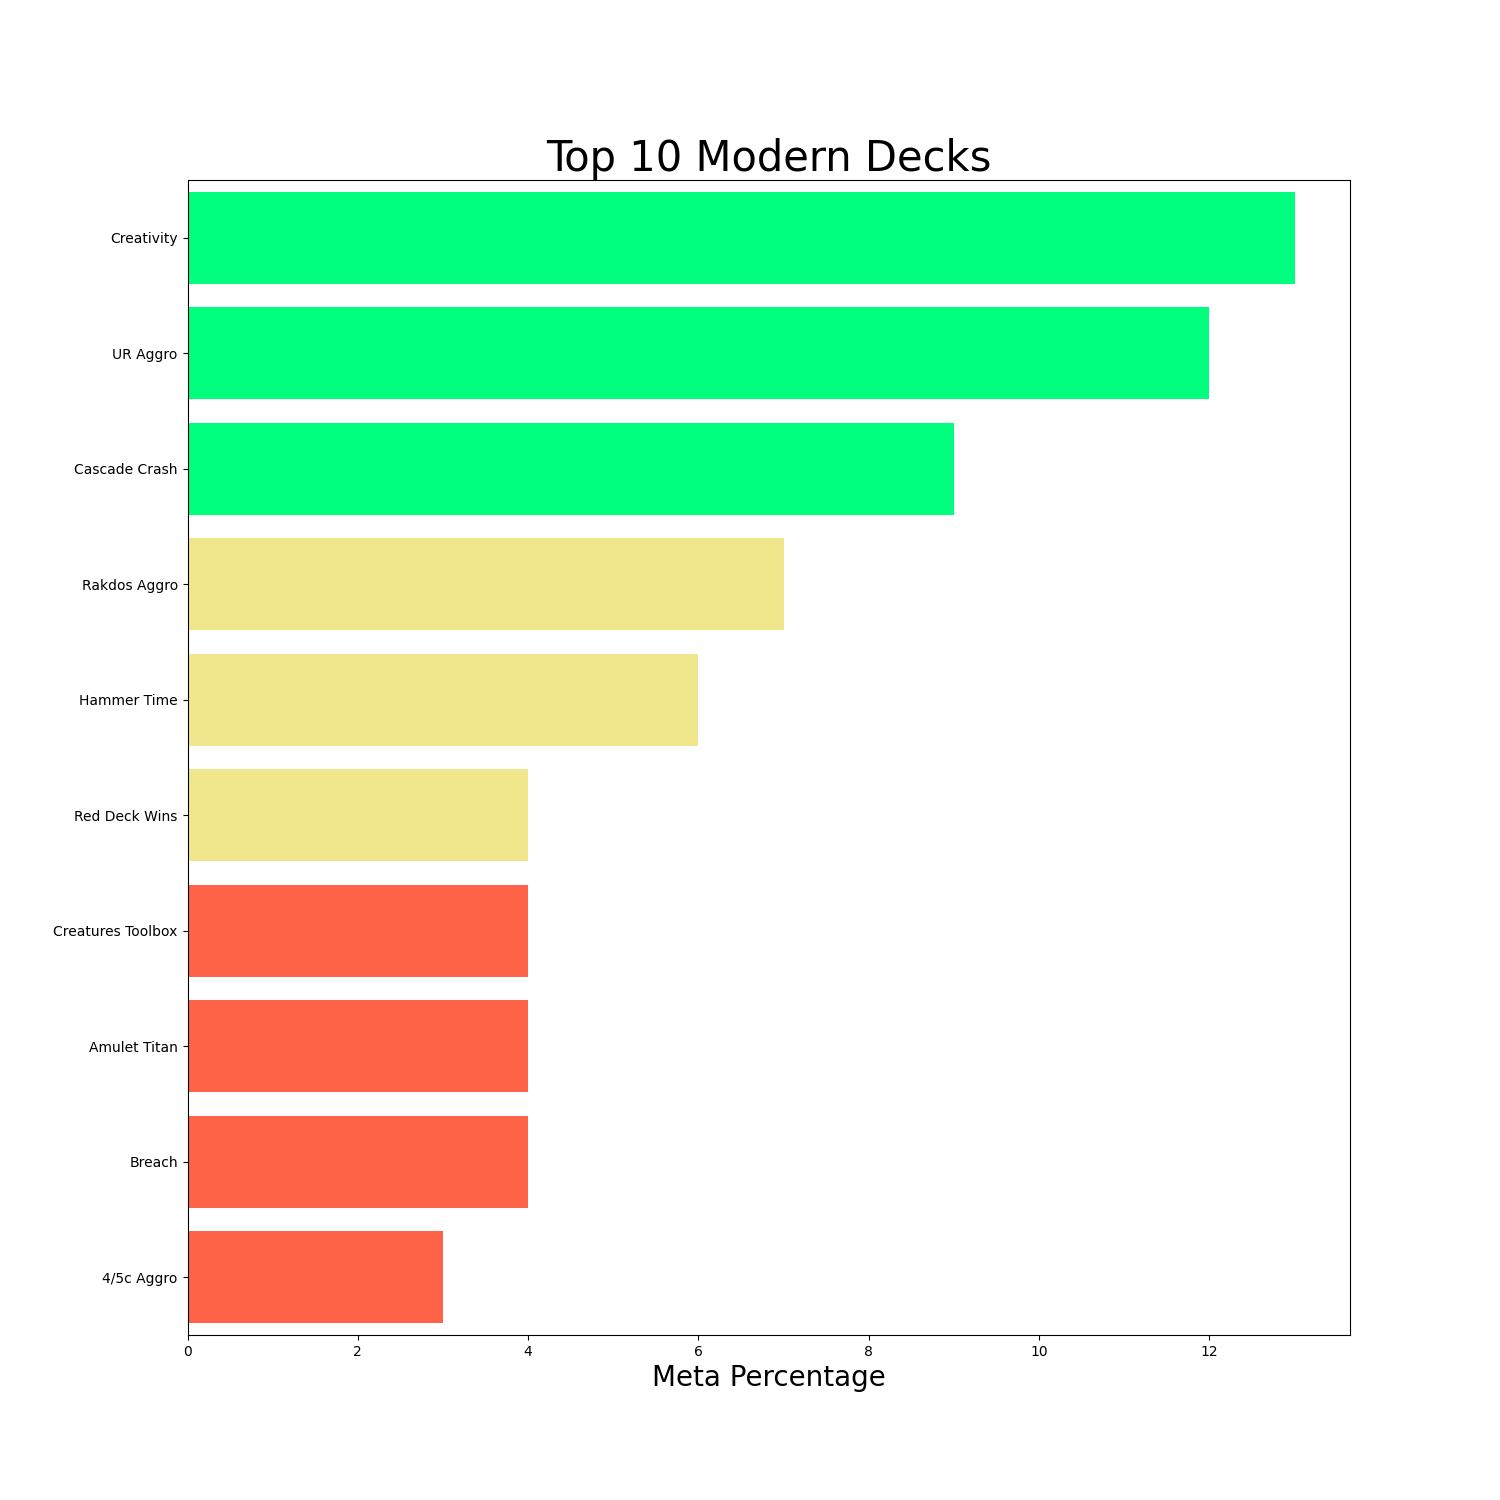 Top 10 Modern Decks
Creativity
UR Aggro
Cascade Crash
Rakdos Aggro
Hammer Time
Red Deck Wins
Creatures Toolbox
Amulet Titan
Breach
4/5c Aggro
0 2 4 6 8 10 12
Meta Percentage